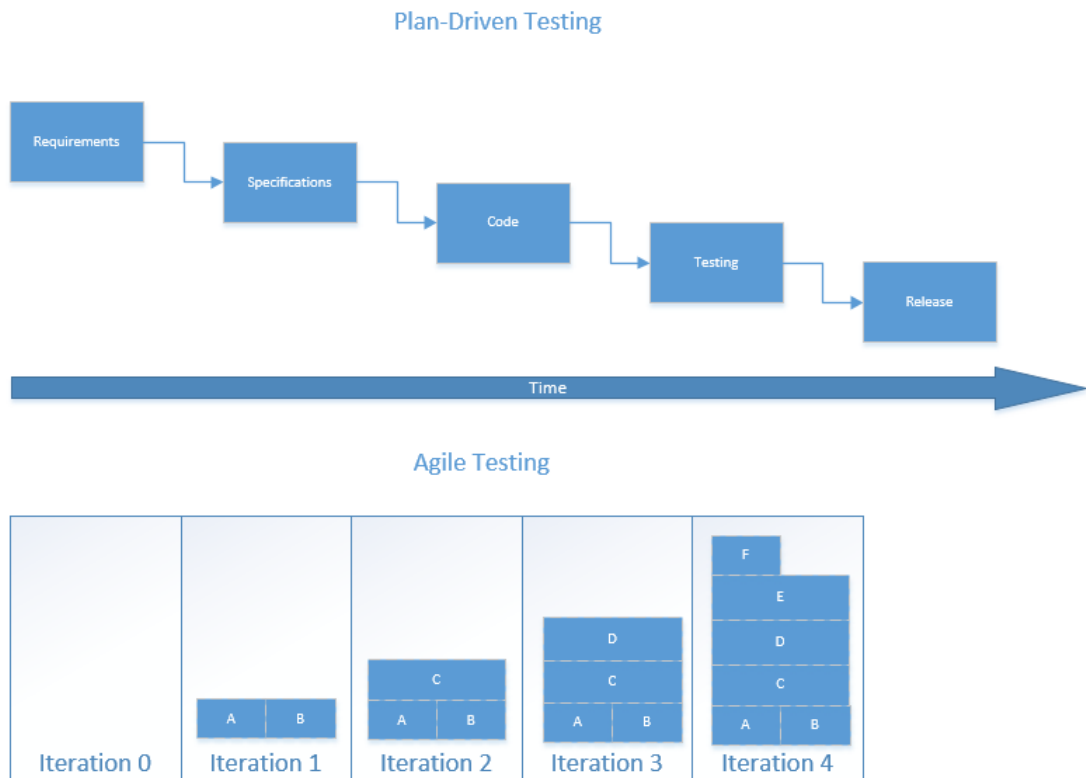 Plan-Driven Testing
Requirements
Specifications
Code
Testing
Release
Time
Agile Testing
F
E
D
D
C
C
C
A B
A B
A B
A B
Iteration 0
Iteration 1
Iteration 2
Iteration 3
Iteration 4